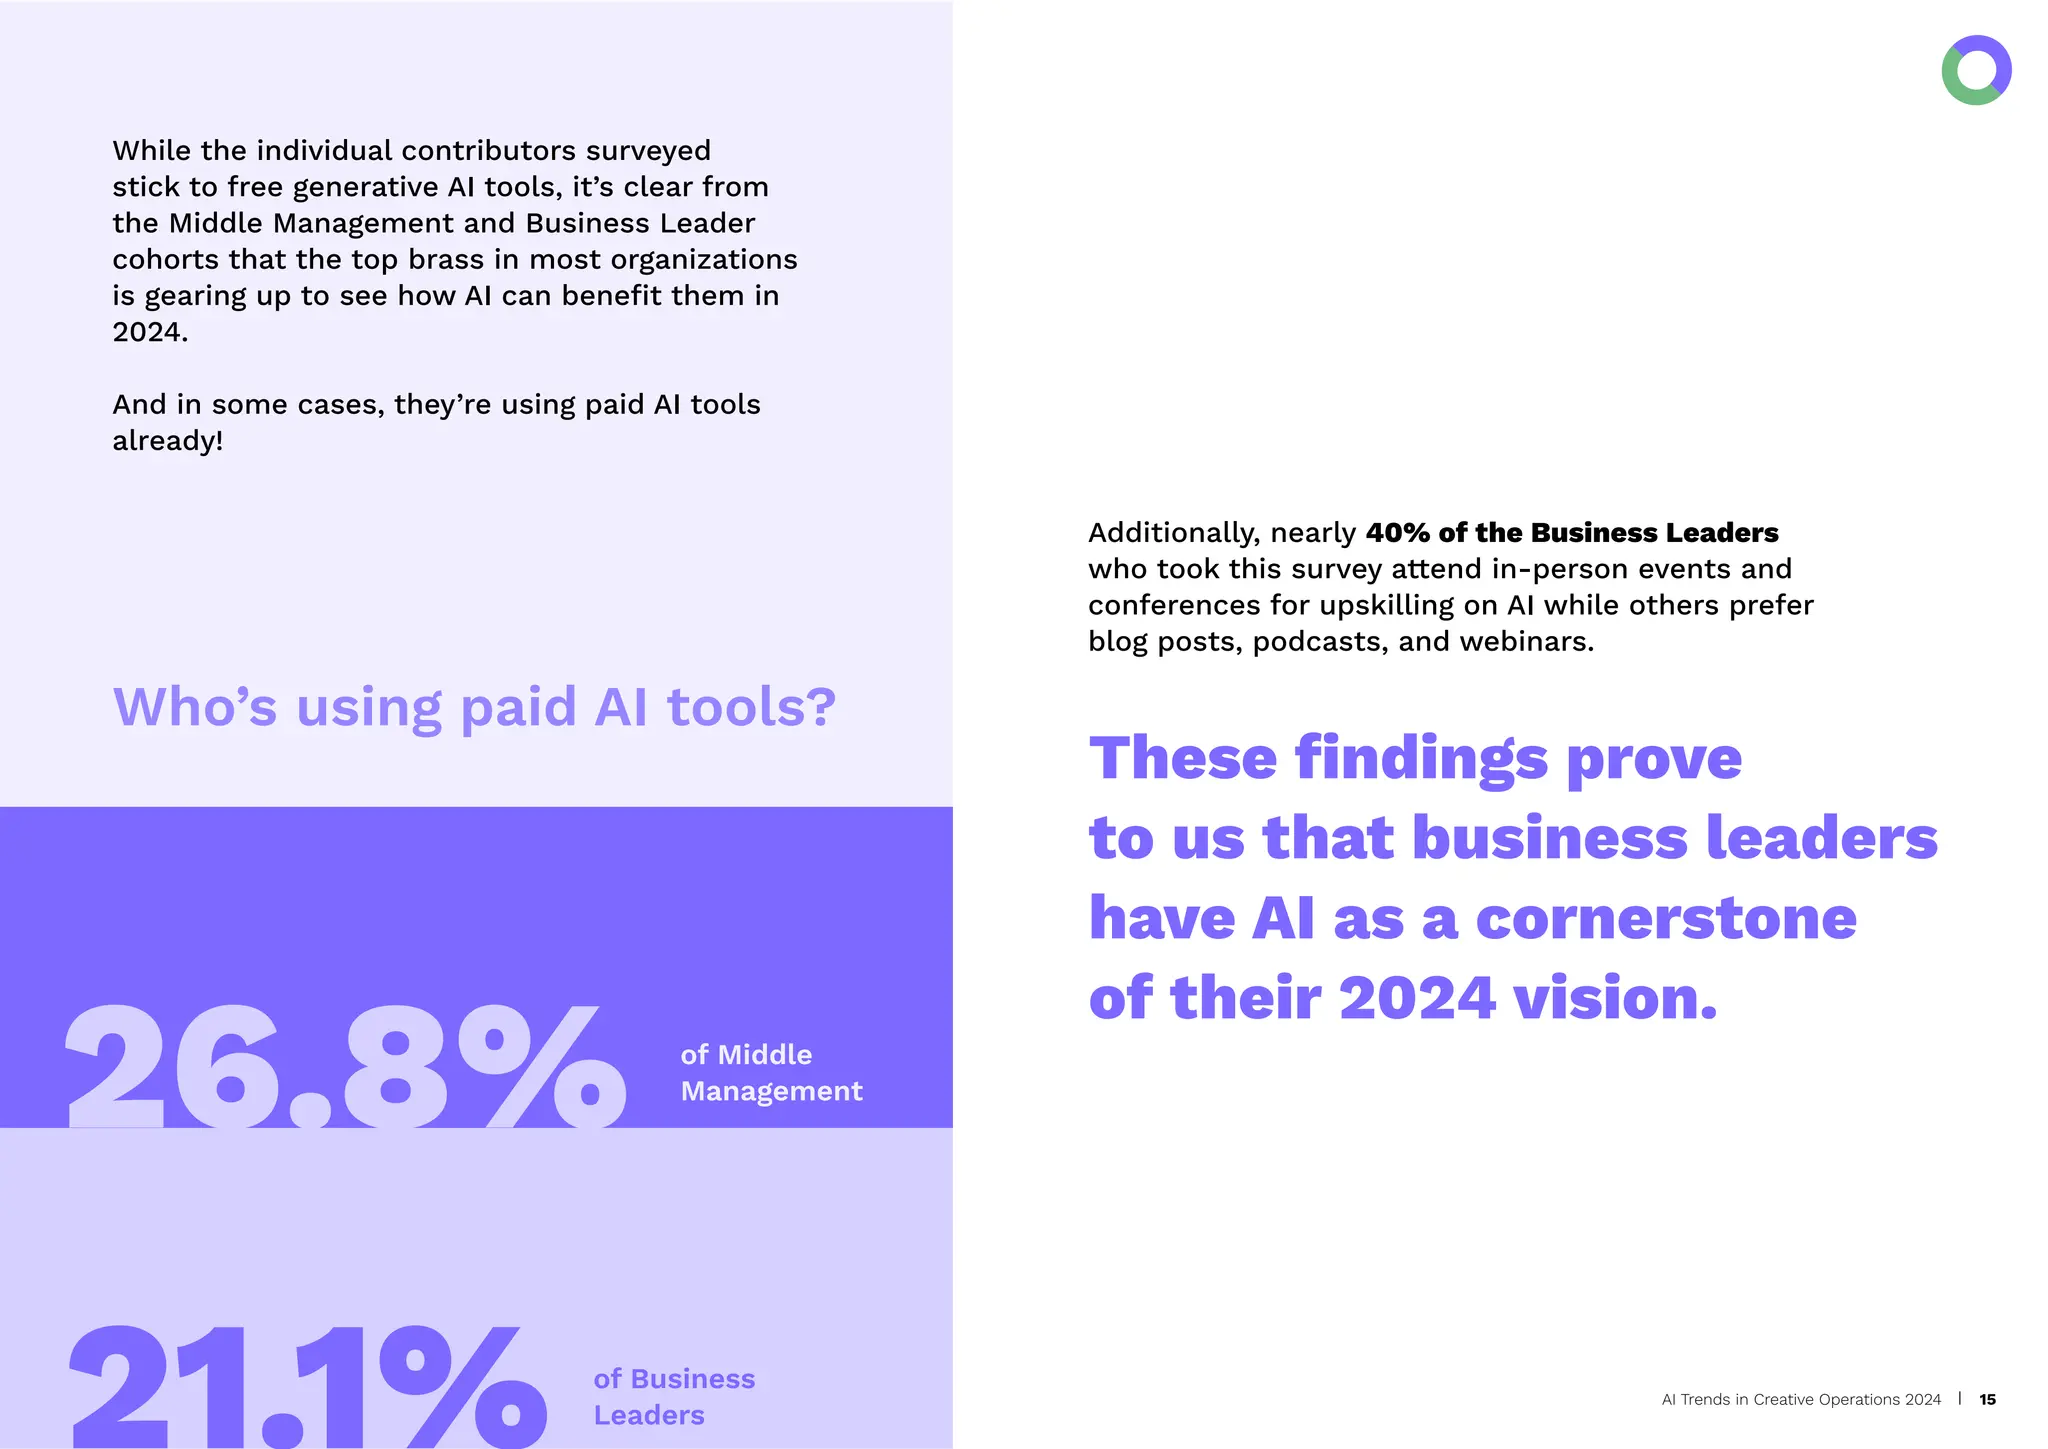 While the individual contributors surveyed
stick to free generative AI tools, it’s clear from
the Middle Management and Business Leader
cohorts that the top brass in most organizations
is gearing up to see how AI can benefit them in
2024.
And in some cases, they’re using paid AI tools
already!
Who’s using paid AI tools?
26.8%
of Middle
Management
21.1%
of Business
Leaders
Additionally, nearly 40% of the Business Leaders
who took this survey attend in-person events and
conferences for upskilling on AI while others prefer
blog posts, podcasts, and webinars.
These findings prove
to us that business leaders
have AI as a cornerstone
of their 2024 vision.
AI Trends in Creative Operations 2024 | 15